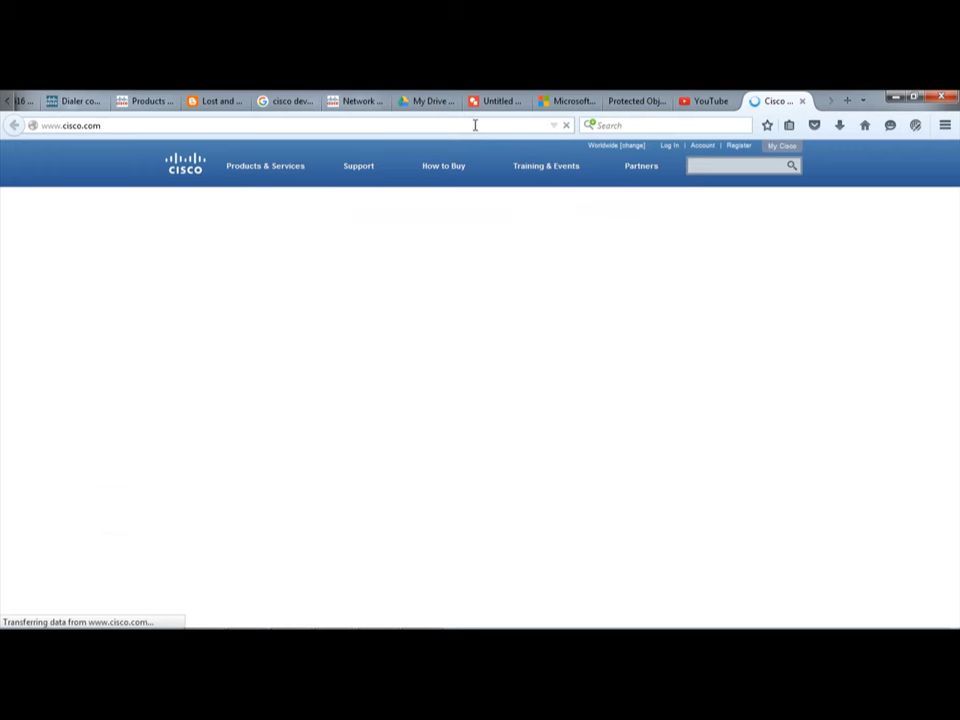 016 ...
Dialer co...
Products ...
Lost and ...
cisco dev...
Network ...
My Drive ...
Untitled ...
Microsoft...
Protected Obj...
YouTube
Cisco ...
www.cisco.com
Search
Worldwide [change]
Log In | Account | Register
My Cisco
CISCO
Products & Services
Support
How to Buy
Training & Events
Partners
Transferring data from www.cisco.com...